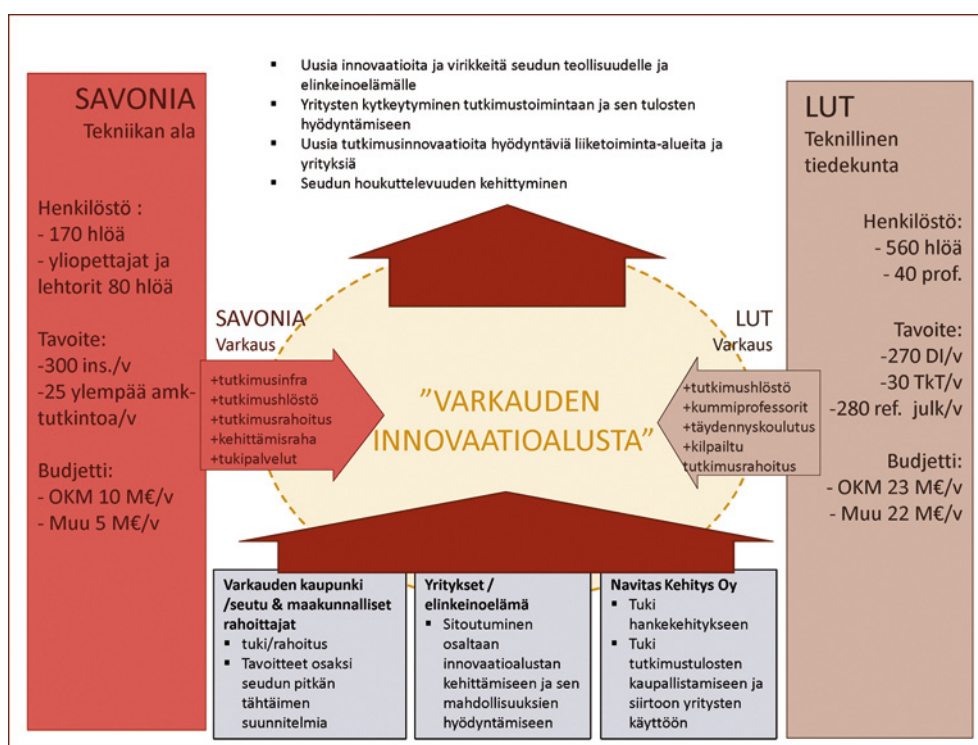 SAVONIA
Tekniikan ala
Henkilöstö :
- 170 hlöä
- yliopettajat ja
lehtorit 80 hlöä
Tavoite:
-300 ins./v
-25 ylempää amk-
tutkintoa/v
Budjetti:
- OKM 10 M€/v
- Muu 5 M€/v
▪ Uusia innovaatioita ja virikkeitä seudun teollisuudelle ja
elinkeinoelämälle
▪ Yritysten kytkeytyminen tutkimustoimintaan ja sen tulosten
hyödyntämiseen
▪ Uusia tutkimusinnovaatioita hyödyntäviä liiketoiminta-alueita ja
yrityksiä
▪ Seudun houkuttelevuuden kehittyminen
SAVONIA
Varkaus
+tutkimusinfra
+tutkimushlöstö
+tutkimusrahoitus
+kehittämisraha
+tukipalvelut
"VARKAUDEN
INNOVAATIOALUSTA"
LUT
Varkaus
+tutkimushlöstö
+kummiprofessorit
+täydennyskoulutus
+kilpailtu
tutkimusrahoitus
LUT
Teknillinen
tiedekunta
Henkilöstö:
- 560 hlöä
- 40 prof.
Tavoite:
-270 DI/v
-30 TkT/v
-280 ref. julk/v
Budjetti:
- OKM 23 M€/v
- Muu 22 M€/v
Varkauden kaupunki
/seutu & maakunnalliset
rahoittajat
▪ tuki/rahoitus
▪ Tavoitteet osaksi
seudun pitkän
tähtäimen
suunnitelmia
Yritykset /
elinkeinoelämä
▪ Sitoutuminen
osaltaan
innovaatioalustan
kehittämiseen ja sen
mahdollisuuksien
hyödyntämiseen
Navitas Kehitys Oy
▪ Tuki
hankekehitykseen
▪ Tuki
tutkimustulosten
kaupallistamiseen ja
siirtoon yritysten
käyttöön